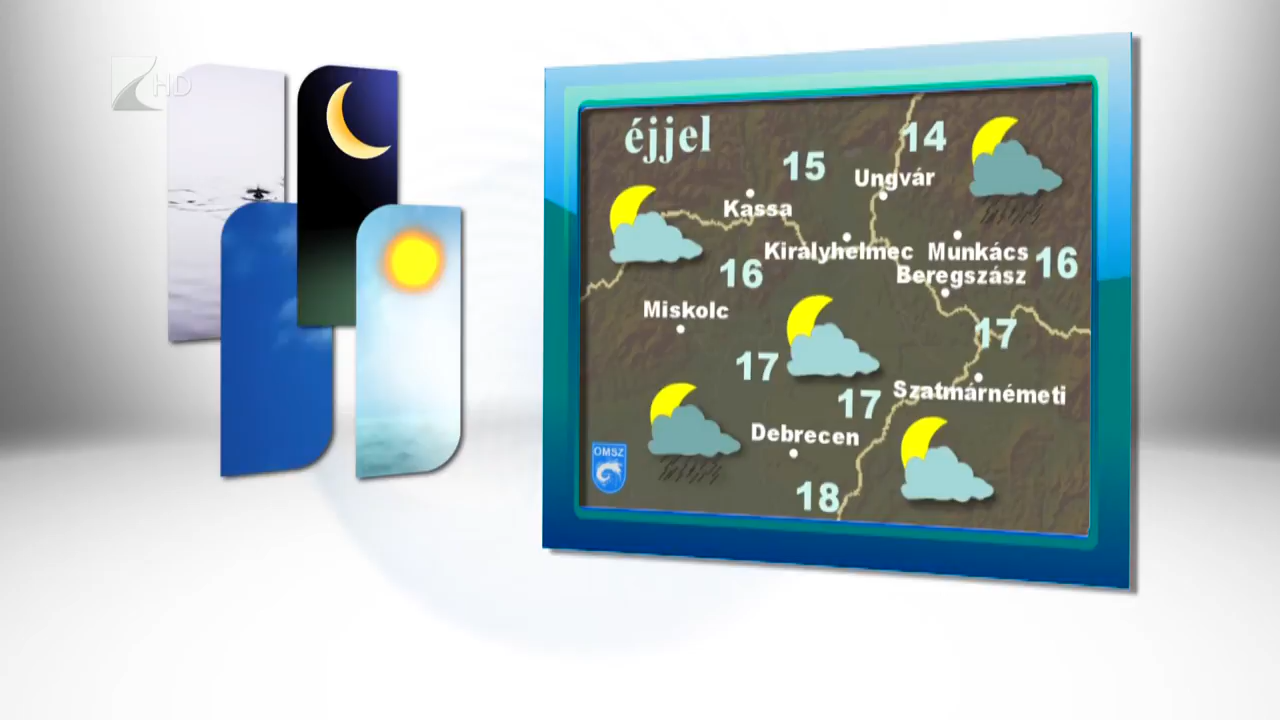 HD
éjjel
14
15
Ungvár
Kassa
Királyhelmec
Munkács
16
16
Beregszász
Miskolc
17
17
17
Szatmárnémeti
Debrecen
OMSZ
18